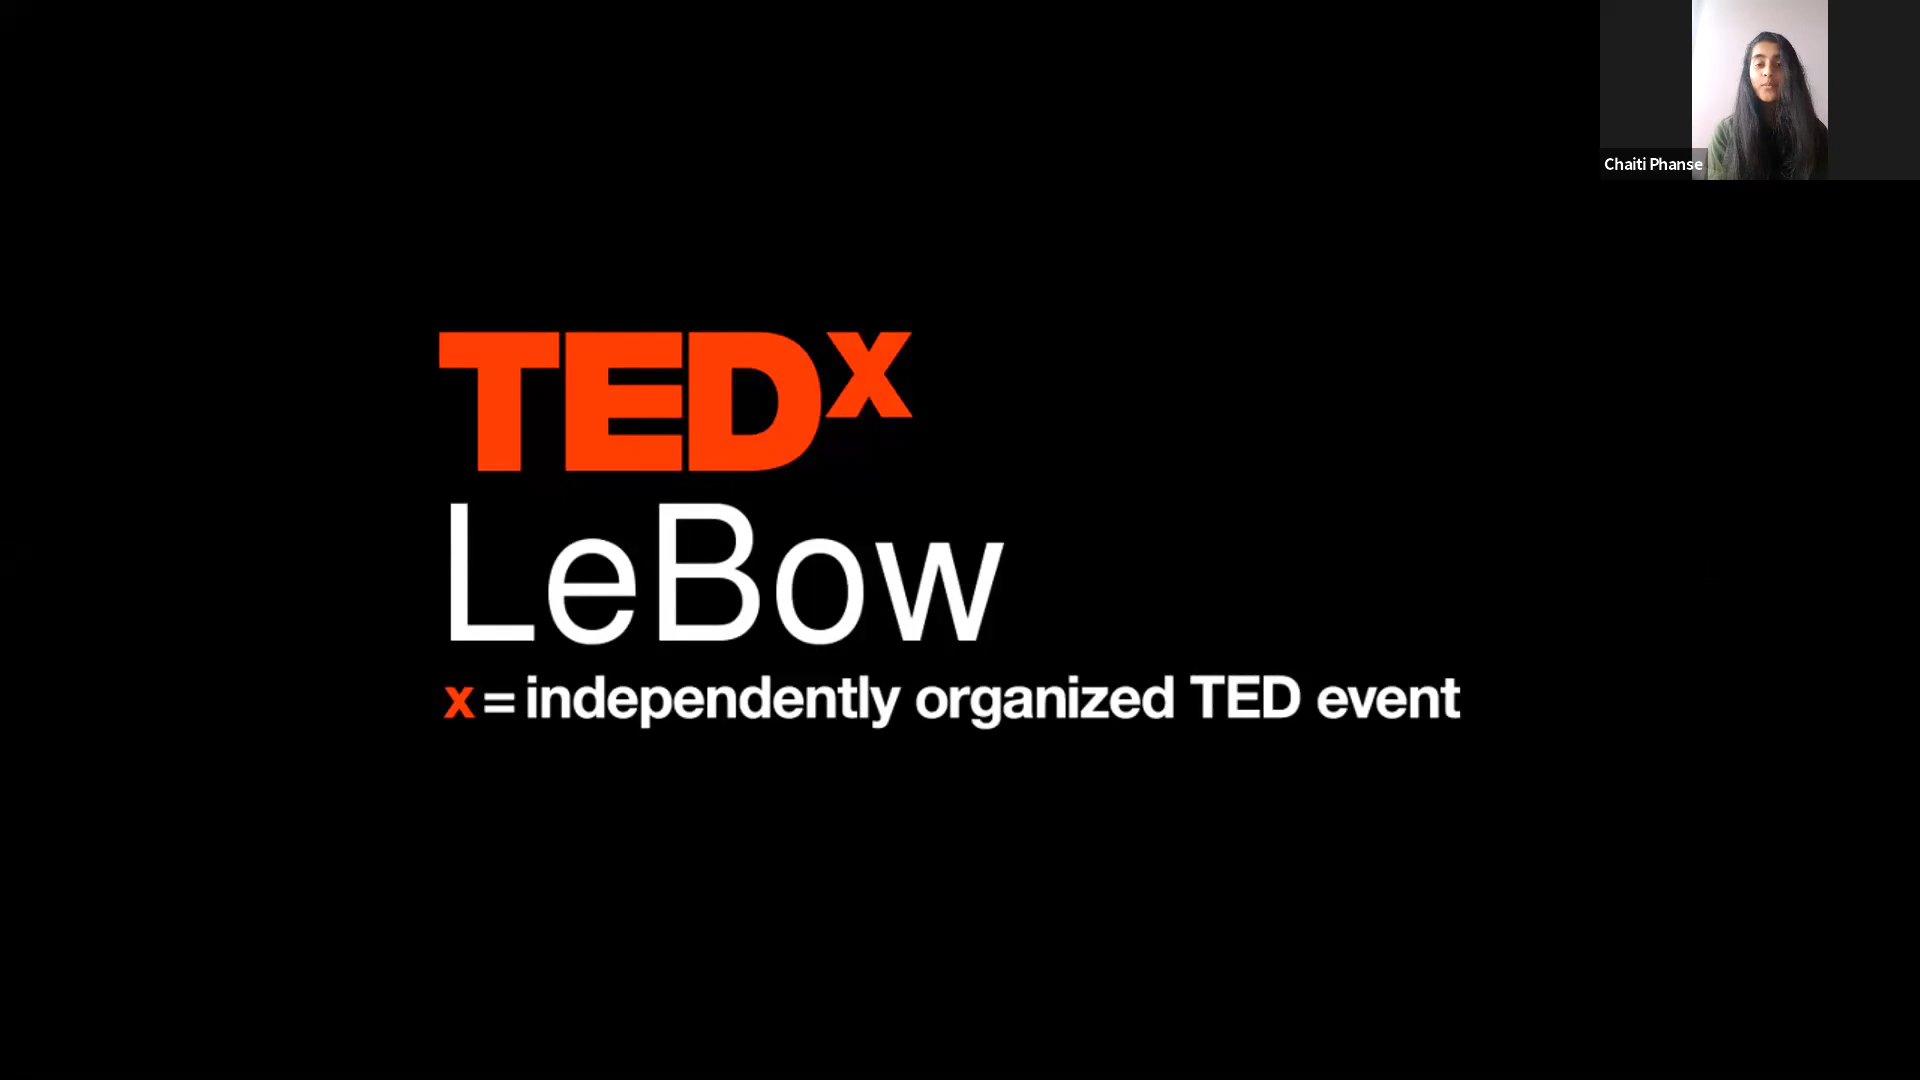 Chaiti Phanse
TEDx
LeBow
x = independently organized TED event